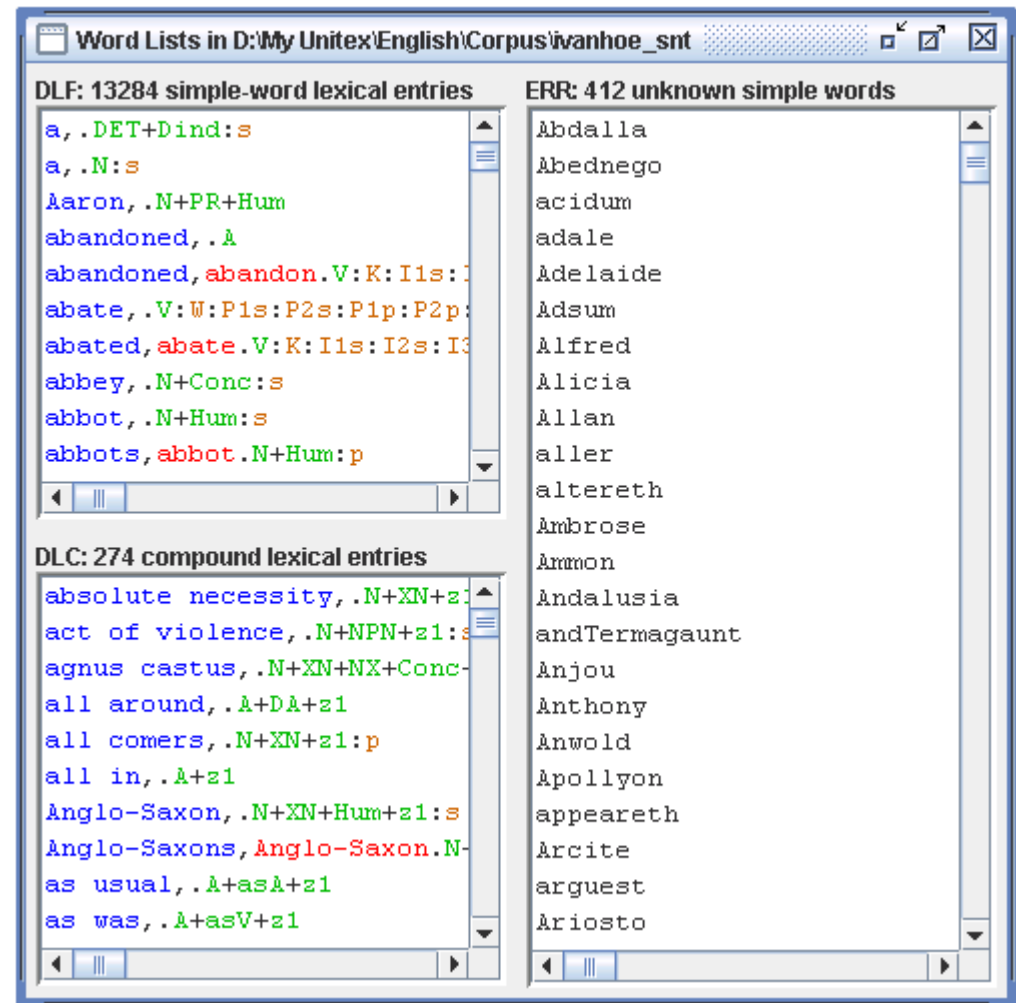 Word Lists in D:\My Unitex\English\Corpus\ivanhoe_snt
DLF: 13284 simple-word lexical entries
a,.DET+Dind:s
a,.N:s
Aaron,.N+PR+Hum
abandoned,.A
abandoned,abandon.V:K:I1s:
abate,.V:W:P1s:P2s:P1p:P2p:
abated,abate.V:K:I1s:I2s:I3
abbey,.N+Conc:s
abbot,.N+Hum:s
abbots,abbot.N+Hum:p
DLC: 274 compound lexical entries
absolute necessity,.N+XN+z1
act of violence,.N+NPN+z1:s
agnus castus,.N+XN+NX+Conc-
all around,.A+DA+z1
all comers,.N+XN+z1:p
all in,.A+z1
Anglo-Saxon,.N+XN+Hum+z1:s
Anglo-Saxons,Anglo-Saxon.N-
as usual,.A+asA+z1
as was,.A+asV+z1
ERR: 412 unknown simple words
Abdalla
Abednego
acidum
adale
Adelaide
Adsum
Alfred
Alicia
Allan
aller
altereth
Ambrose
Ammon
Andalusia
andTermagaunt
Anjou
Anthony
Anwold
Apollyon
appeareth
Arcite
arguest
Ariosto